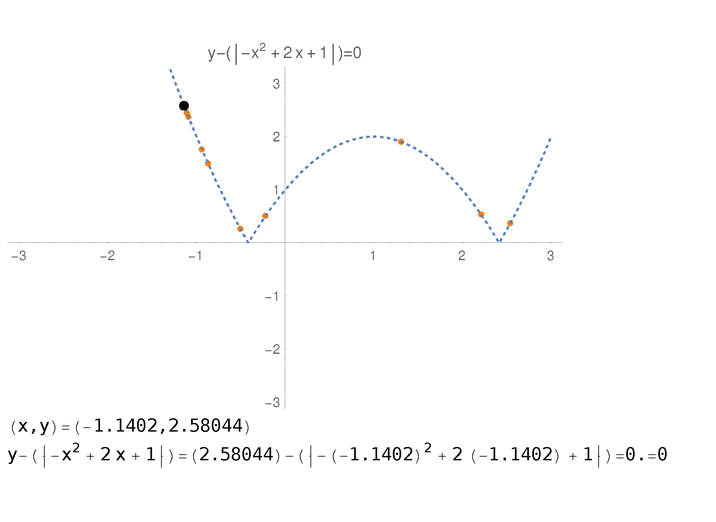 y−(|−x² + 2 x + 1|)=0
3
2
1
−3 −2 −1 1 2 3
−1
−2
−3
(x,y) = (−1.1402,2.58044)
y−(|−x² + 2 x + 1|) = (2.58044) − (|− (−1.1402)² + 2 (−1.1402) + 1|) =0.=0